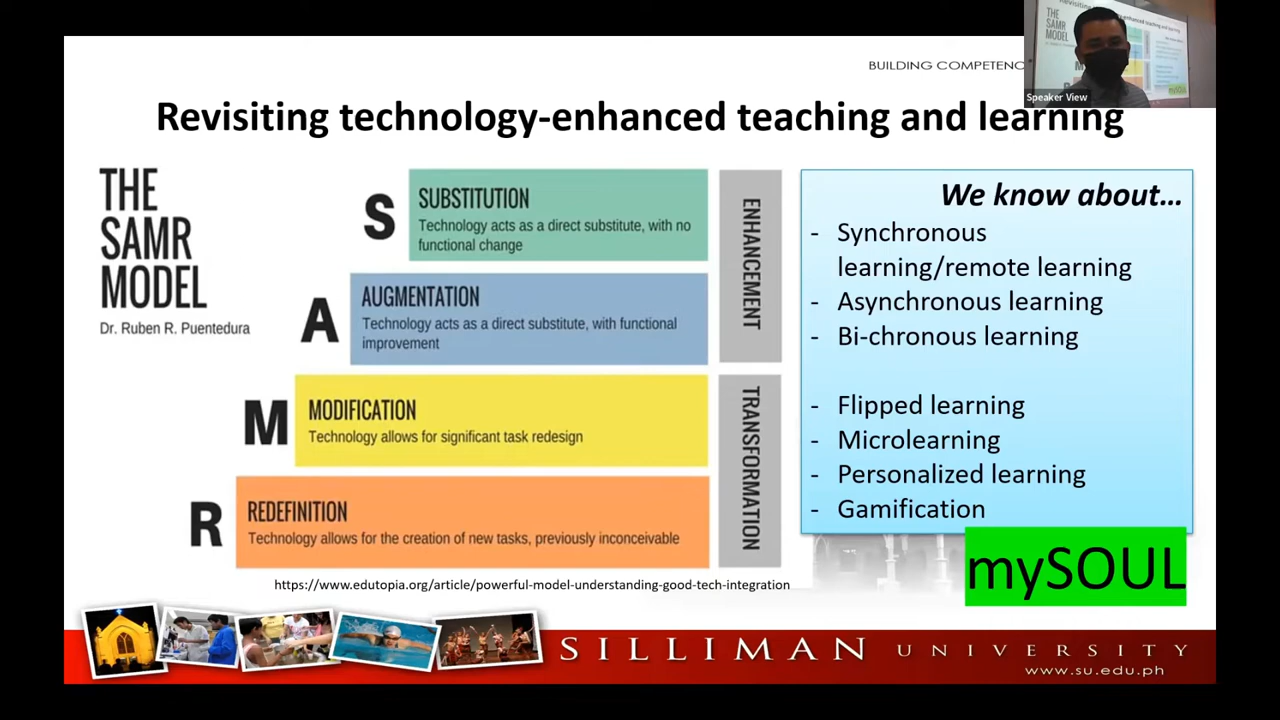 BUILDING COMPETENC
Speaker View
Revisiting technology-enhanced teaching and learning
THE
SAMR
MODEL
Dr. Ruben R. Puentedura
S
SUBSTITUTION
Technology acts as a direct substitute, with no
functional change
A
AUGMENTATION
Technology acts as a direct substitute, with functional
improvement
ENHANCEMENT
M
MODIFICATION
Technology allows for significant task redesign
R
REDEFINITION
Technology allows for the creation of new tasks, previously inconceivable
TRANSFORMATION
https://www.edutopia.org/article/powerful-model-understanding-good-tech-integration
We know about...
- Synchronous
learning/remote learning
- Asynchronous learning
- Bi-chronous learning
- Flipped learning
- Microlearning
- Personalized learning
- Gamification
mySOUL
SILLIMAN UNIVERSITY
www.su.edu.ph